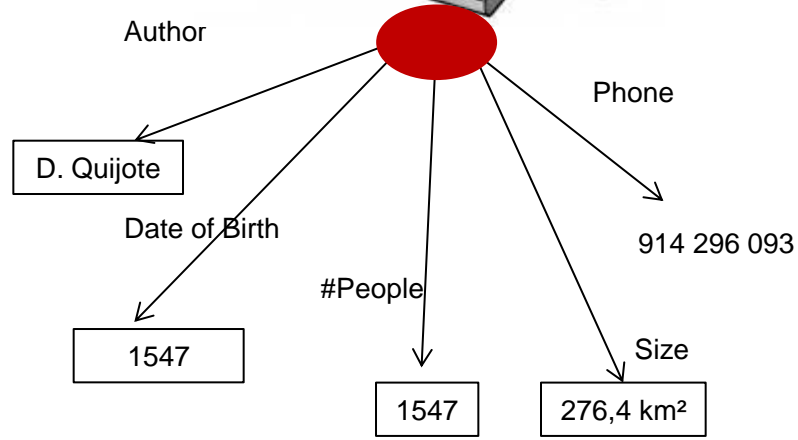 Author
Phone
D. Quijote
Date of Birth
914 296 093
#People
1547
Size
1547
276,4 km²